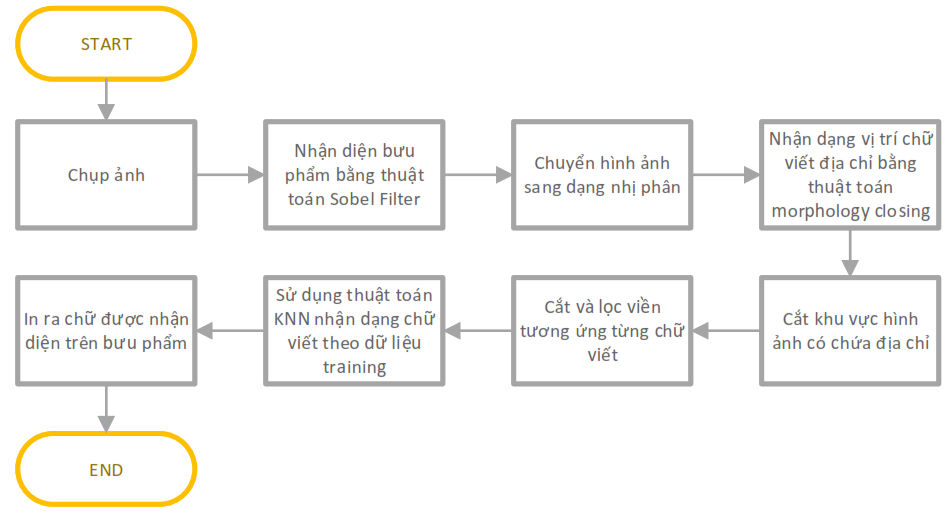 START
Chụp ảnh
Nhận diện bưu
phẩm bằng thuật
toán Sobel Filter
Chuyển hình ảnh
sang dạng nhị phân
Nhận dạng vị trí chữ
viết địa chỉ bằng
thuật toán
morphology closing
Cắt khu vực hình
ảnh có chứa địa chỉ
Cắt và lọc viền
tương ứng từng chữ
viết
Sử dụng thuật toán
KNN nhận dạng chữ
viết theo dữ liệu
training
In ra chữ được nhận
diện trên bưu phẩm
END